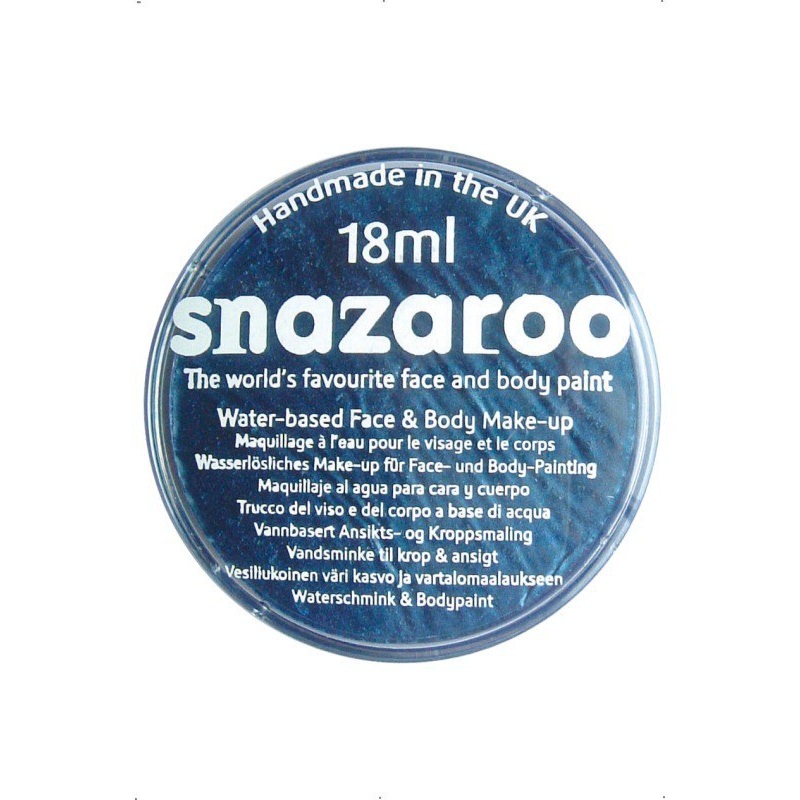 Handmade in the UK
18ml
snazaroo
The world's favourite face and body paint
Water-based Face & Body Make-up
Maquillage à l'eau pour le visage et le corps
Wasserlösliches Make-up für Face- und Body-Painting
Maquillaje al agua para cara y cuerpo
Trucco del viso e del corpo a base di acqua
Vannbasert Ansikts- og Kroppsmaling
Vandsminke til krop & ansigt
Vesiliukoinen väri kasvo ja vartalomaalaukseen
Waterschmink & Bodypaint